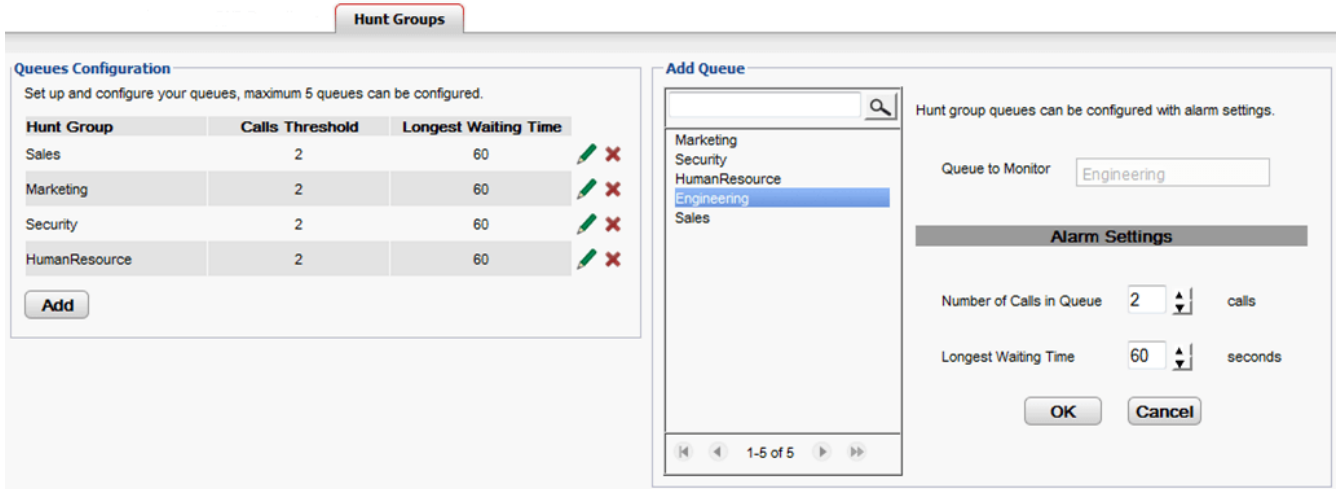 Hunt Groups
Queues Configuration
Set up and configure your queues, maximum 5 queues can be configured.
Hunt Group Calls Threshold Longest Waiting Time
Sales 2 60
Marketing 2 60
Security 2 60
HumanResource 2 60
Add
Add Queue
Marketing
Security
HumanResource
Engineering
Sales
1-5 of 5
Hunt group queues can be configured with alarm settings.
Queue to Monitor Engineering
Alarm Settings
Number of Calls in Queue 2 calls
Longest Waiting Time 60 seconds
OK Cancel